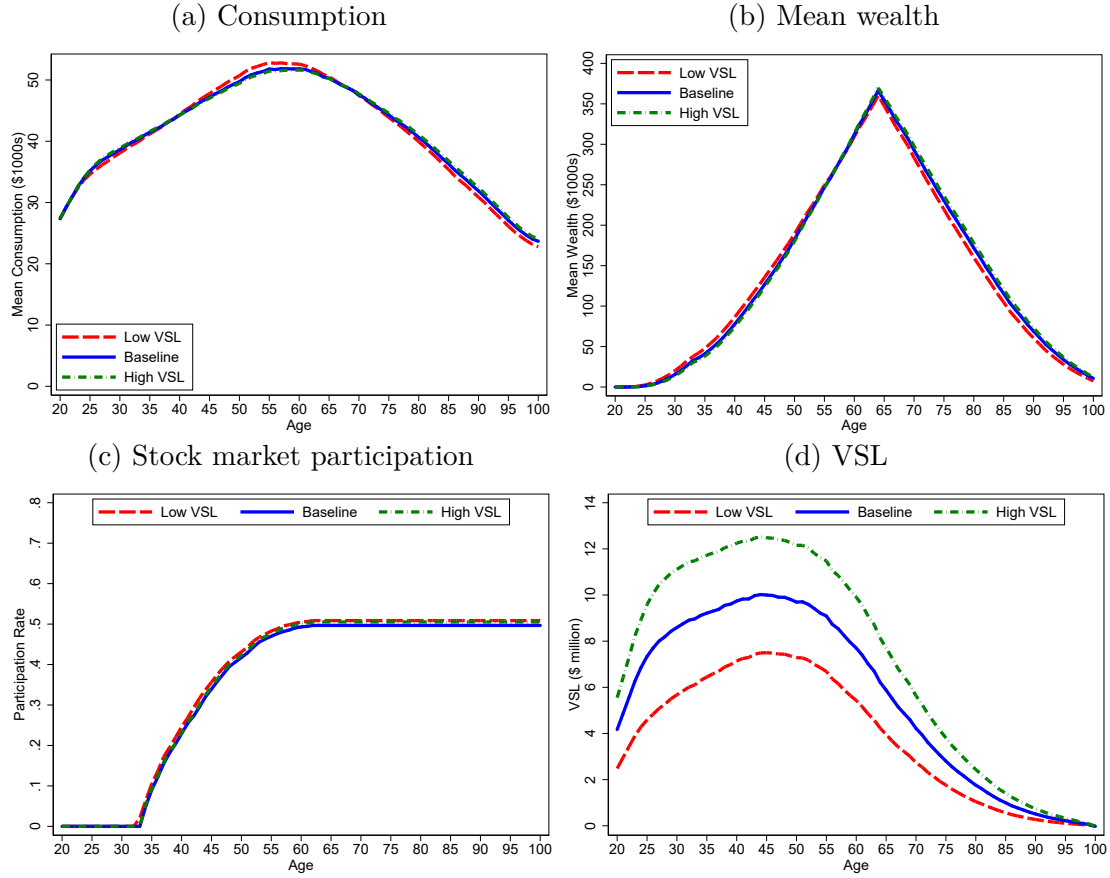 (a) Consumption
Mean Consumption ($1000s)
50
40
30
20
10
0
Low VSL
Baseline
High VSL
20 25 30 35 40 45 50 55 60 65 70 75 80 85 90 95 100
Age
(b) Mean wealth
Mean Wealth ($1000s)
400
350
300
250
200
150
100
50
0
Low VSL
Baseline
High VSL
20 25 30 35 40 45 50 55 60 65 70 75 80 85 90 95 100
Age
(c) Stock market participation
Participation Rate
.8
.7
.6
.5
.4
.3
.2
.1
0
Low VSL Baseline High VSL
20 25 30 35 40 45 50 55 60 65 70 75 80 85 90 95 100
Age
(d) VSL
VSL ($ million)
14
12
10
8
6
4
2
0
Low VSL Baseline High VSL
20 25 30 35 40 45 50 55 60 65 70 75 80 85 90 95 100
Age